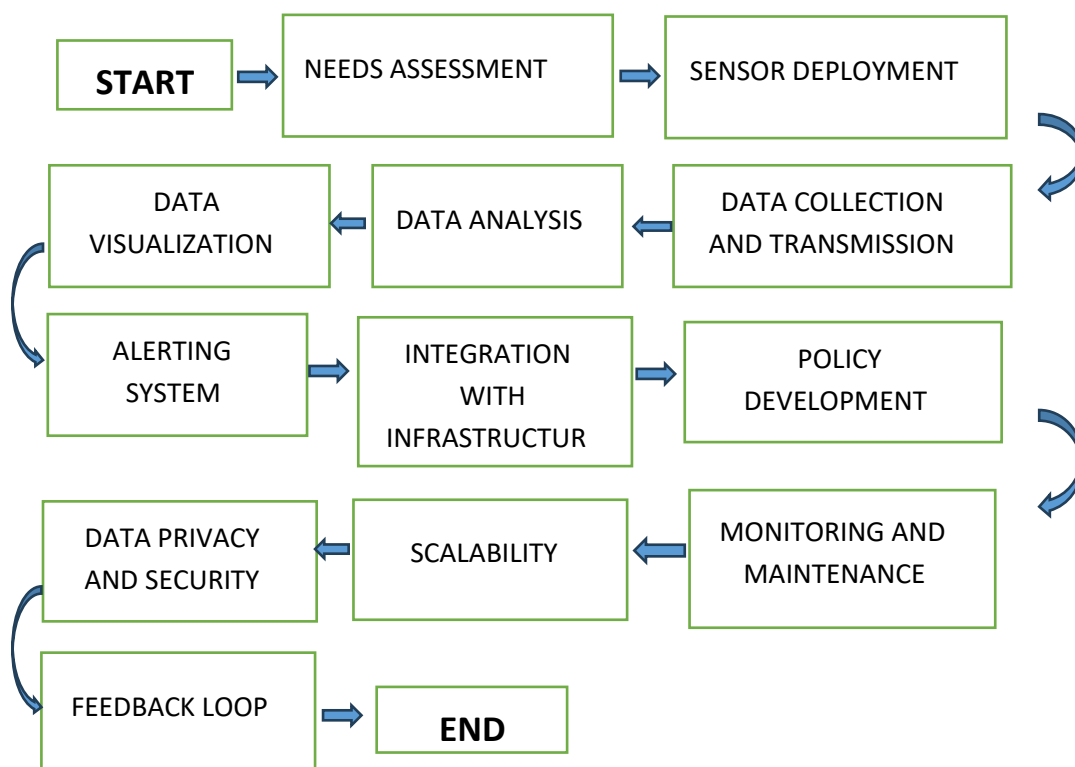 START
NEEDS ASSESSMENT
SENSOR DEPLOYMENT
DATA
VISUALIZATION
DATA ANALYSIS
DATA COLLECTION
AND TRANSMISSION
ALERTING
SYSTEM
INTEGRATION
WITH
INFRASTRUCTUR
POLICY
DEVELOPMENT
DATA PRIVACY
AND SECURITY
SCALABILITY
MONITORING AND
MAINTENANCE
FEEDBACK LOOP
END